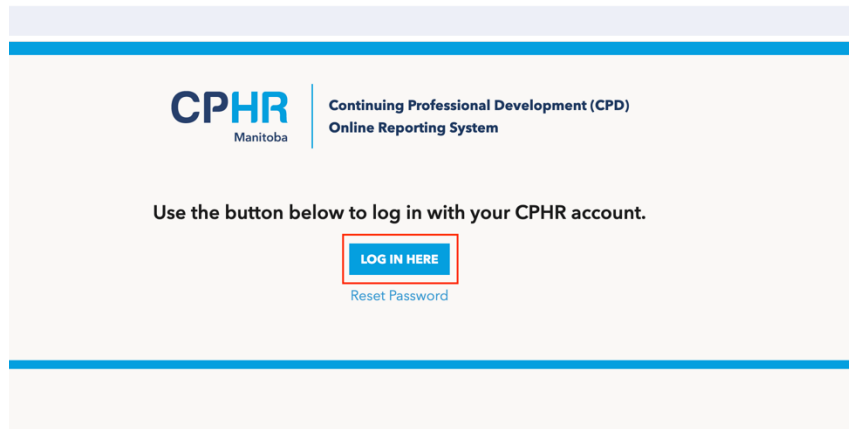 CPHR
Manitoba
Continuing Professional Development (CPD)
Online Reporting System
Use the button below to log in with your CPHR account.
LOG IN HERE
Reset Password